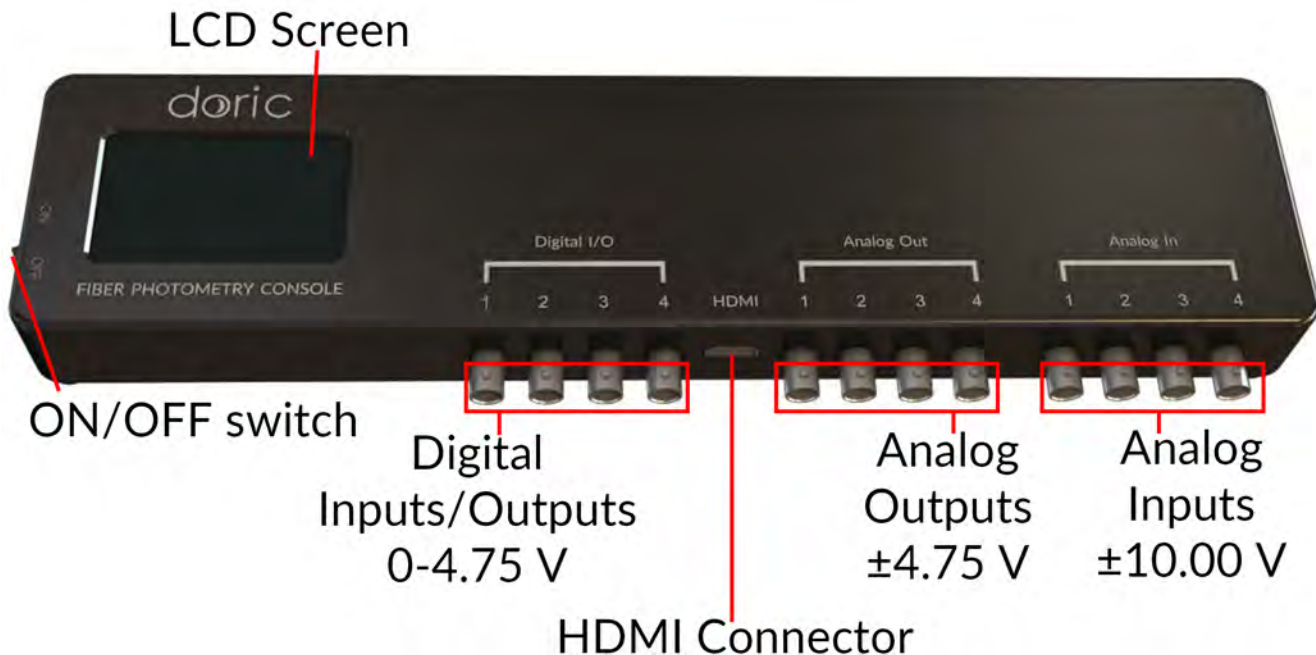 LCD Screen
doric
ON
OFF
FIBER PHOTOMETRY CONSOLE
Digital I/O
Analog Out
Analog In
1 2 3 4 HDMI 1 2 3 4 1 2 3 4
ON/OFF switch
Digital
Inputs/Outputs
0-4.75 V
Analog
Outputs
±4.75 V
Analog
Inputs
±10.00 V
HDMI Connector